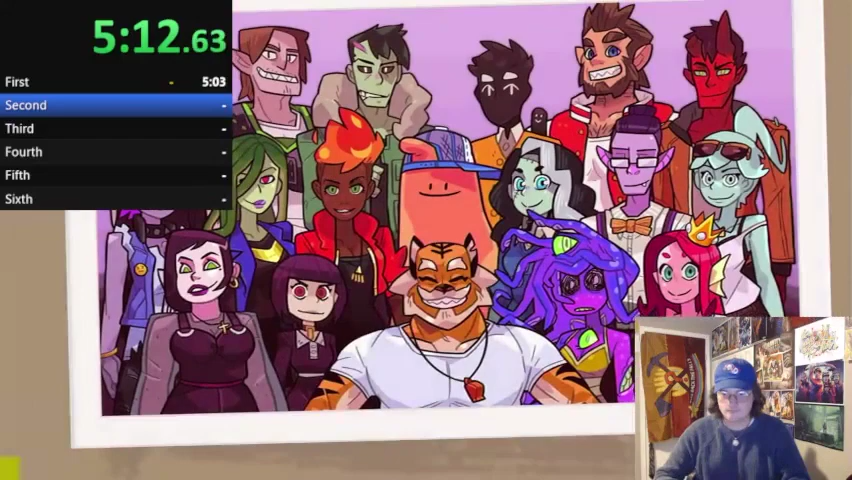 5:12.63
First - 5:03
Second -
Third -
Fourth -
Fifth -
Sixth -